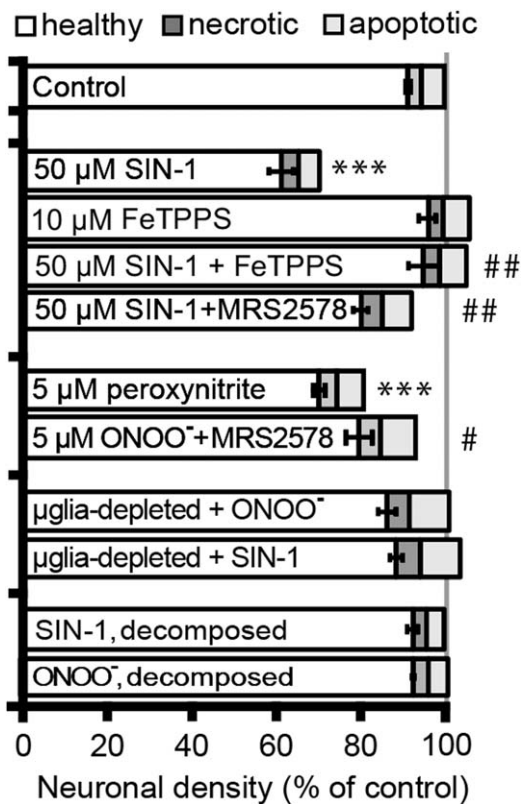 healthy necrotic apoptotic
Control
50 µM SIN-1 ***
10 µM FeTPPS
50 µM SIN-1 + FeTPPS ##
50 µM SIN-1+MRS2578 ##
5 µM peroxynitrite ***
5 µM ONOO⁻+MRS2578 #
µglia-depleted + ONOO⁻
µglia-depleted + SIN-1
SIN-1, decomposed
ONOO⁻, decomposed
0 20 40 60 80 100
Neuronal density (% of control)